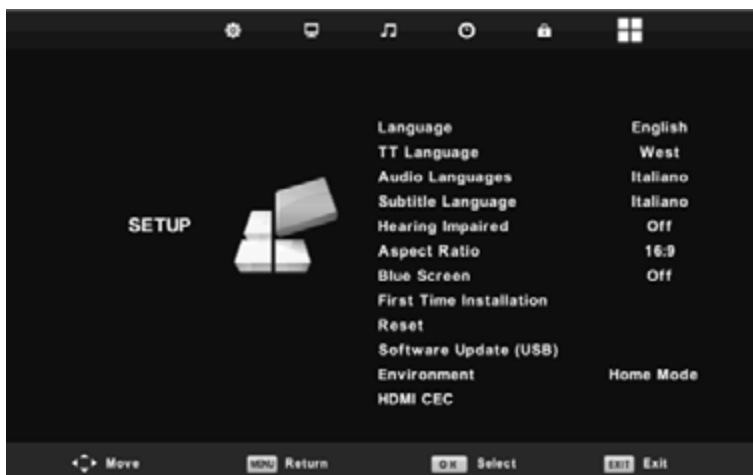 Language English
TT Language West
Audio Languages Italiano
Subtitle Language Italiano
SETUP
Hearing Impaired Off
Aspect Ratio 16:9
Blue Screen Off
First Time Installation
Reset
Software Update (USB)
Environment Home Mode
HDMI CEC
Move MENU Return OK Select EXIT Exit